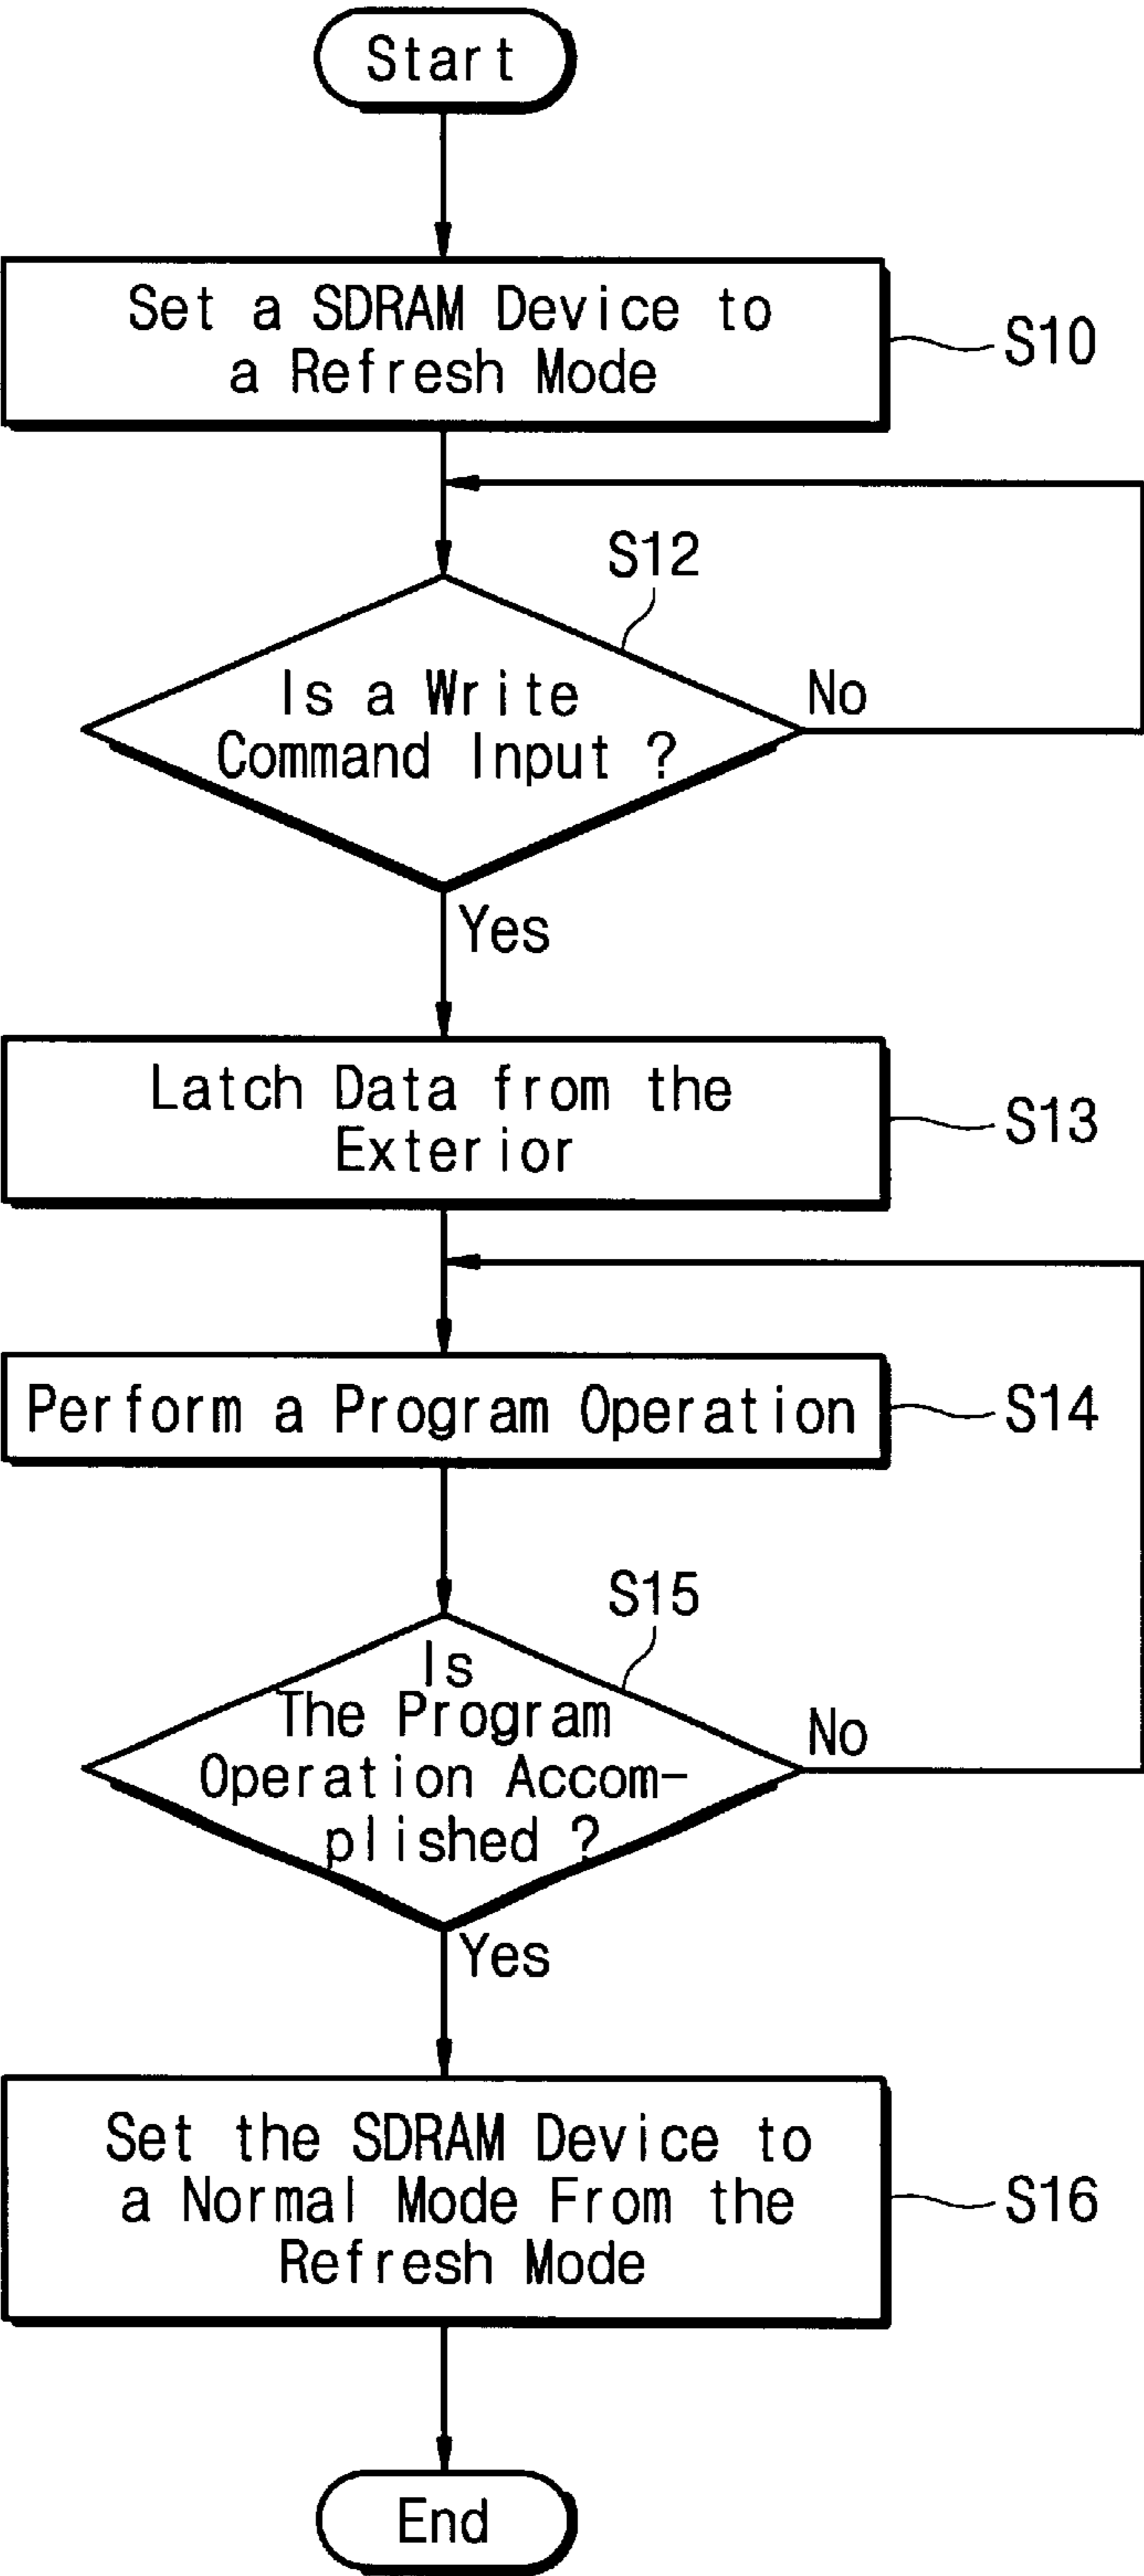 Start
Set a SDRAM Device to
a Refresh Mode
S10
S12
Is a Write
Command Input ?
No
Yes
Latch Data from the
Exterior
S13
Perform a Program Operation
S14
S15
Is
The Program
Operation Accom-
plished ?
No
Yes
Set the SDRAM Device to
a Normal Mode From the
Refresh Mode
S16
End